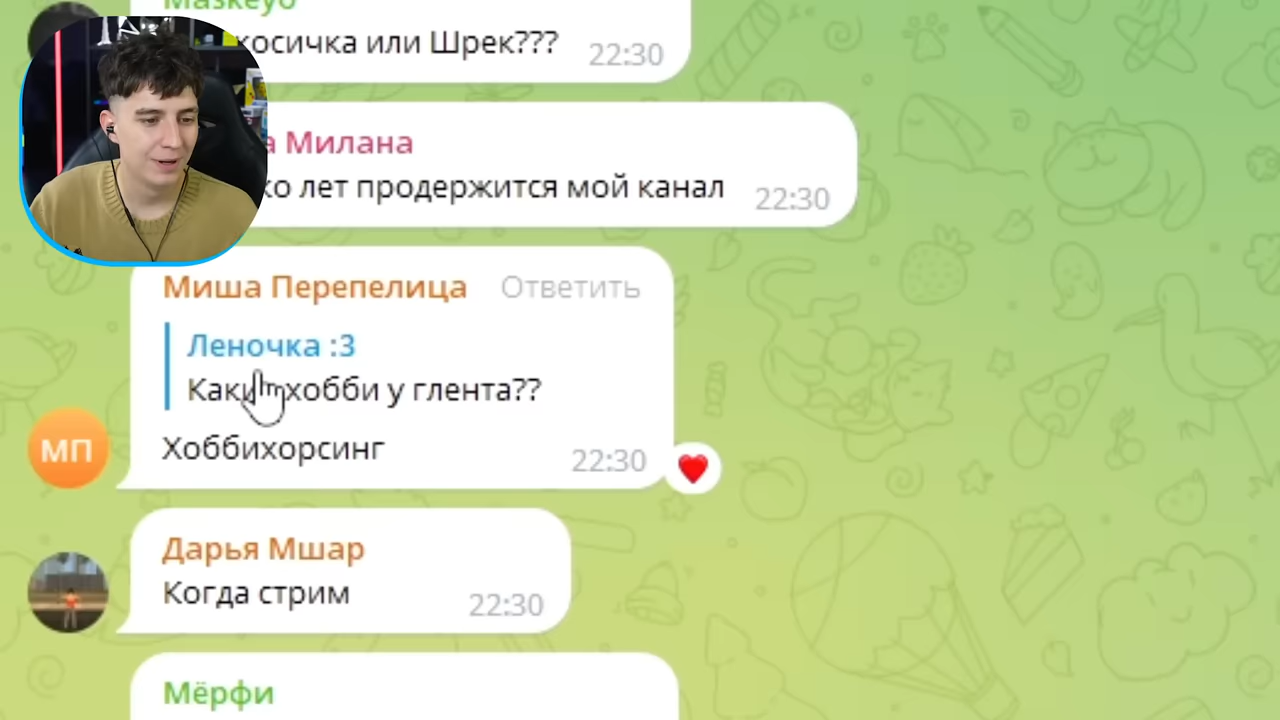 Maskeyo
косичка или Шрек???
22:30
а Милана
ко лет продержится мой канал
22:30
Миша Перепелица Ответить
Леночка :3
хобби у глента??
Хоббихорсинг
22:30
МП
Дарья Мшар
Когда стрим
22:30
Мёрфи